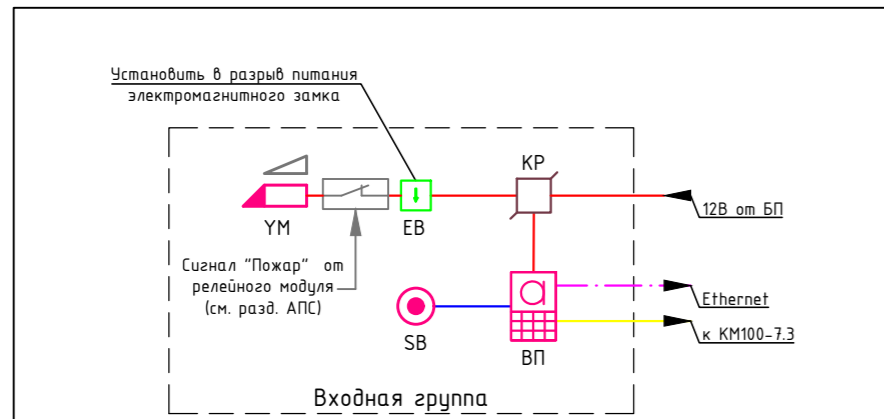 Установить в разрыв питания
электромагнитного замка
КР
YM
ЕВ
12В от БП
Сигнал "Пожар" от
релейного модуля
(см. разд. АПС)
Ethernet
SB
ВП
к КМ100-7.3
Входная группа